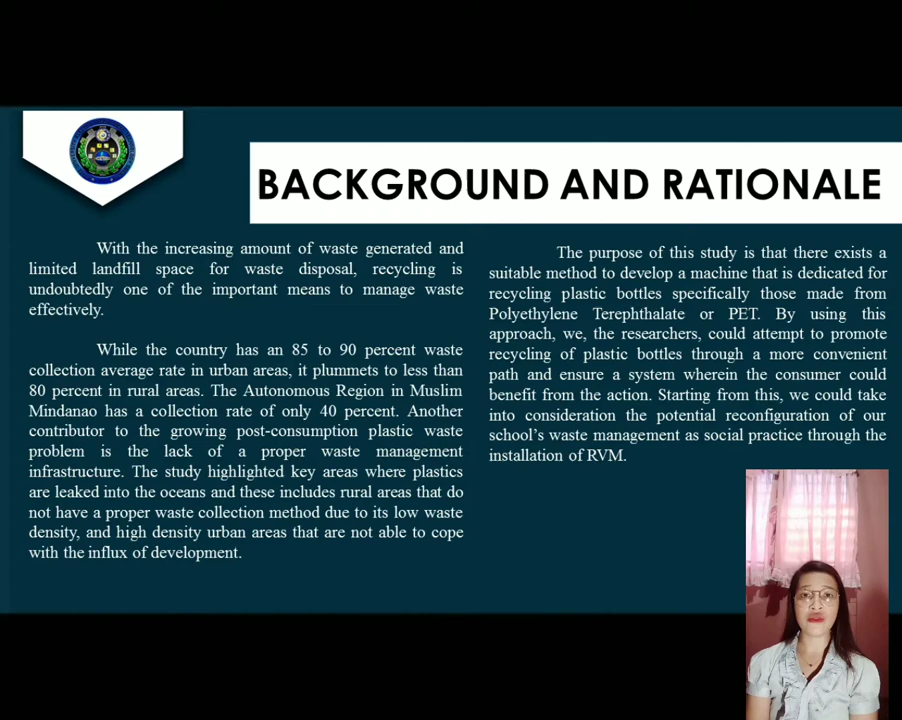 BACKGROUND AND RATIONALE
With the increasing amount of waste generated and
limited landfill space for waste disposal, recycling is
undoubtedly one of the important means to manage waste
effectively.
While the country has an 85 to 90 percent waste
collection average rate in urban areas, it plummets to less than
80 percent in rural areas. The Autonomous Region in Muslim
Mindanao has a collection rate of only 40 percent. Another
contributor to the growing post-consumption plastic waste
problem is the lack of a proper waste management
infrastructure. The study highlighted key areas where plastics
are leaked into the oceans and these includes rural areas that do
not have a proper waste collection method due to its low waste
density, and high density urban areas that are not able to cope
with the influx of development.
The purpose of this study is that there exists a
suitable method to develop a machine that is dedicated for
recycling plastic bottles specifically those made from
Polyethylene Terephthalate or PET. By using this
approach, we, the researchers, could attempt to promote
recycling of plastic bottles through a more convenient
path and ensure a system wherein the consumer could
benefit from the action. Starting from this, we could take
into consideration the potential reconfiguration of our
school’s waste management as social practice through the
installation of RVM.